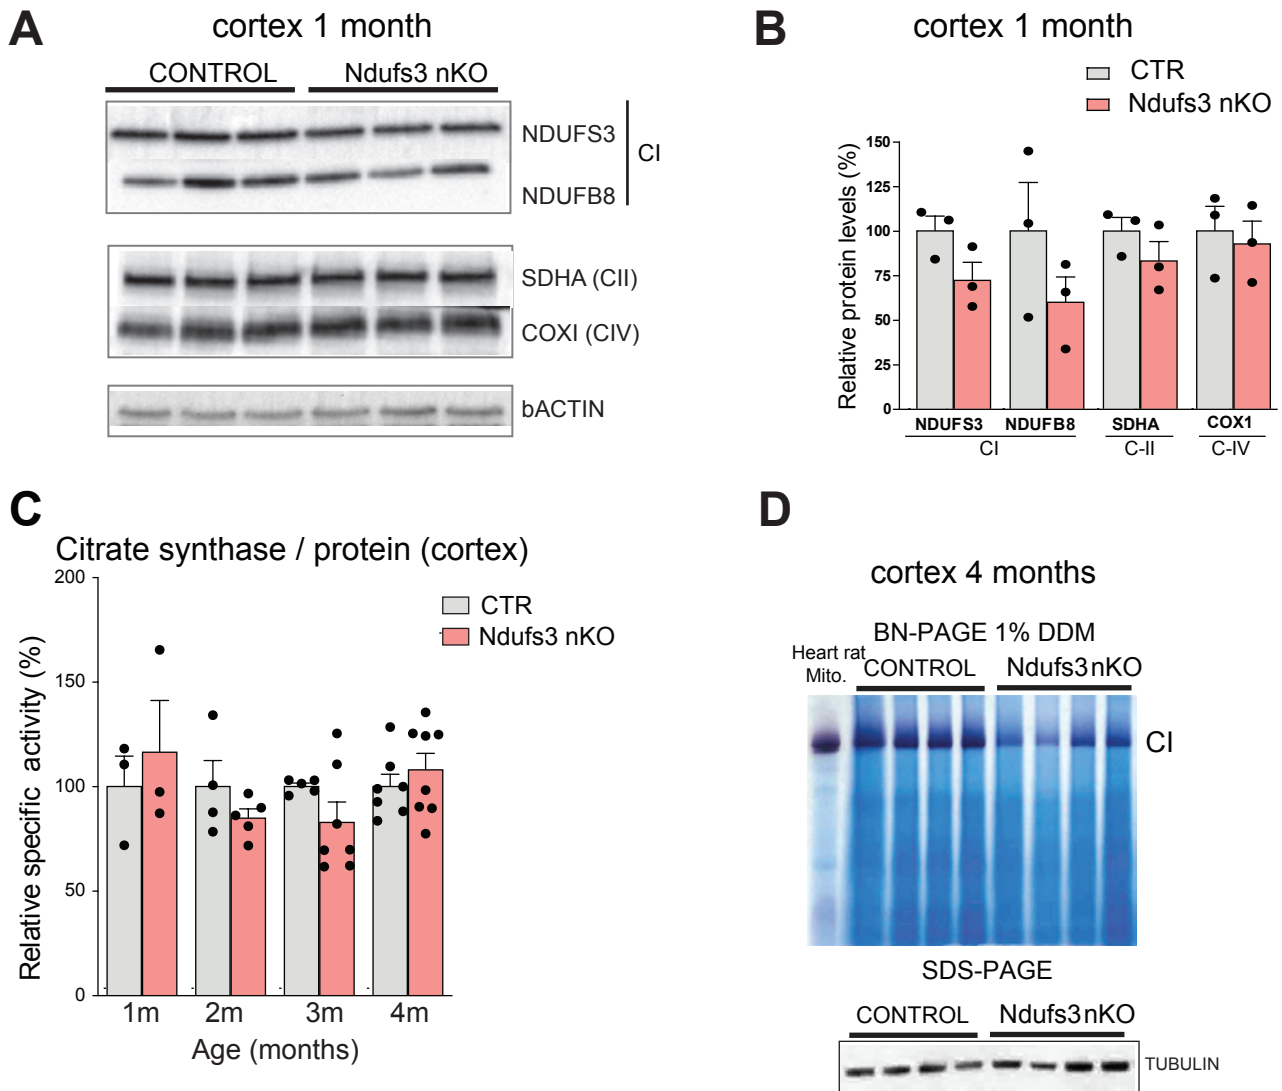 A
cortex 1 month
CONTROL
Ndufs3 nKO
NDUFS3
CI
NDUFB8
SDHA (CII)
COXI (CIV)
bACTIN
B
cortex 1 month
CTR
Ndufs3 nKO
Relative protein levels (%)
150
125
100
75
50
25
0
NDUFS3 NDUFB8 SDHA COX1
CI C-II C-IV
C
Citrate synthase / protein (cortex)
CTR
Ndufs3 nKO
Relative specific activity (%)
200
150
100
50
0
1m 2m 3m 4m
Age (months)
D
cortex 4 months
BN-PAGE 1% DDM
Heart rat
Mito.
CONTROL
Ndufs3nKO
CI
SDS-PAGE
CONTROL
Ndufs3nKO
TUBULIN